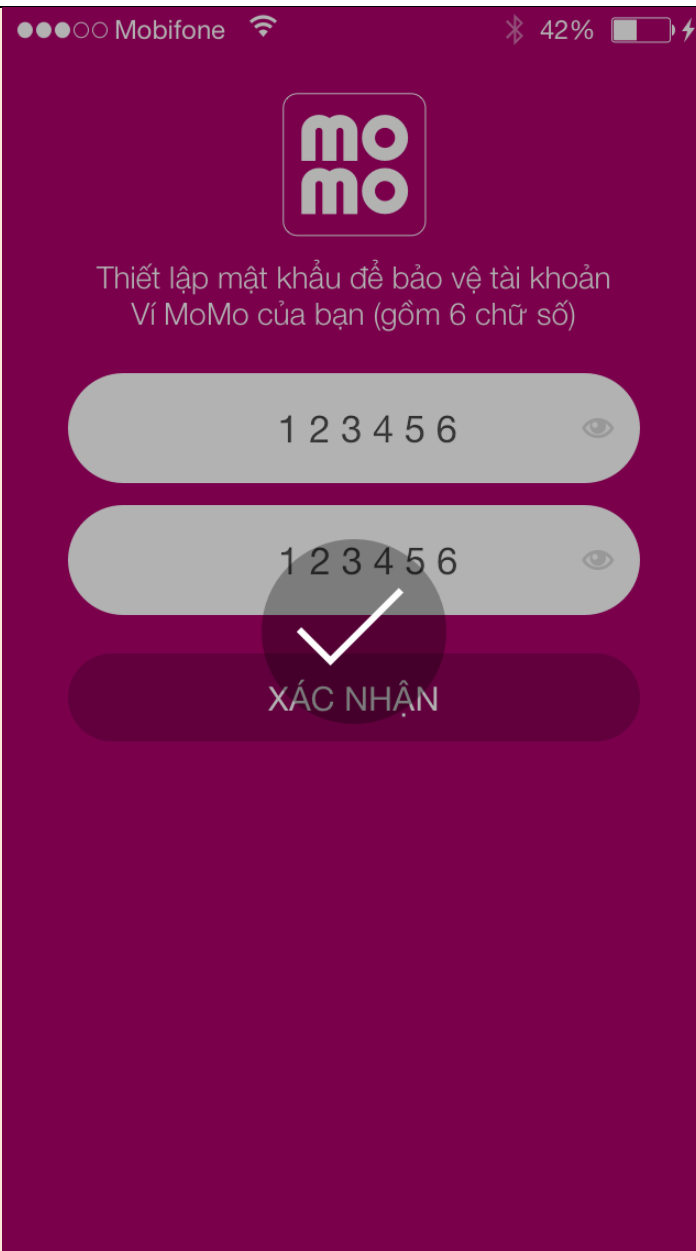 Mobifone 42%
mo
mo
Thiết lập mật khẩu để bảo vệ tài khoản
Ví MoMo của bạn (gồm 6 chữ số)
1 2 3 4 5 6
1 2 3 4 5 6
XÁC NHẬN